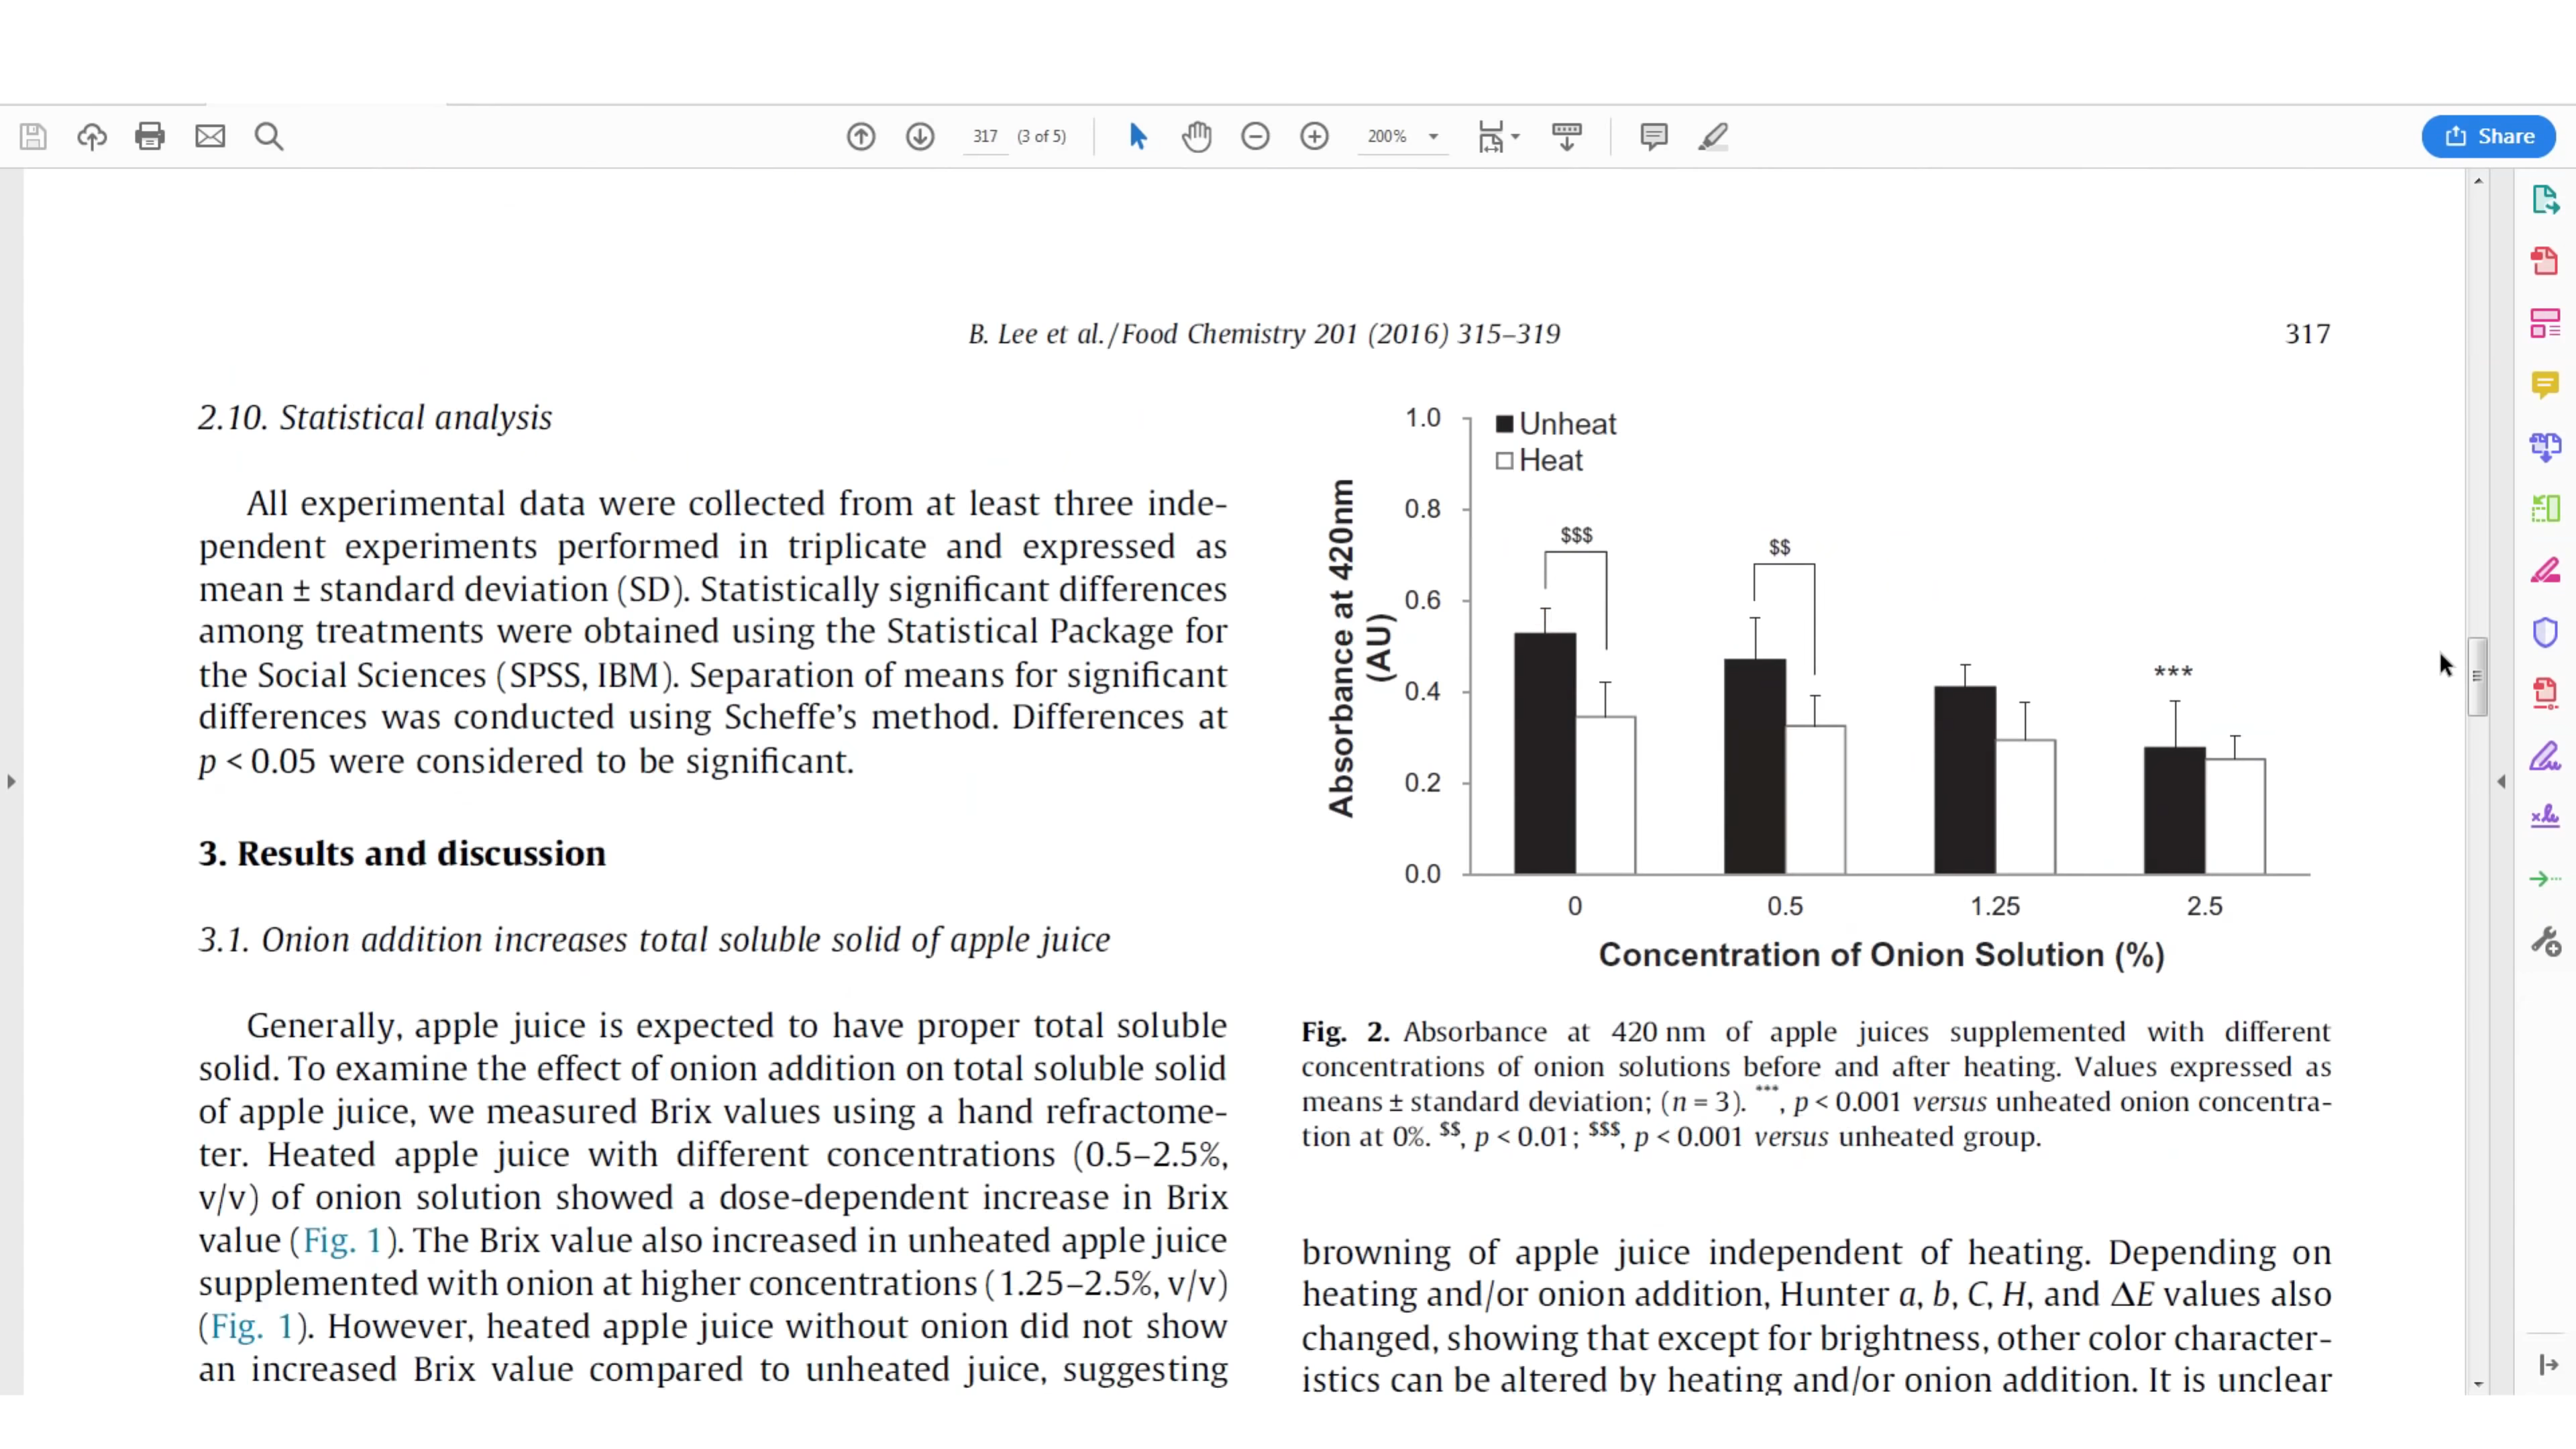 317 (3 of 5)
200%
Share
B. Lee et al. / Food Chemistry 201 (2016) 315–319
317
2.10. Statistical analysis
All experimental data were collected from at least three inde-
pendent experiments performed in triplicate and expressed as
mean ± standard deviation (SD). Statistically significant differences
among treatments were obtained using the Statistical Package for
the Social Sciences (SPSS, IBM). Separation of means for significant
differences was conducted using Scheffe's method. Differences at
p < 0.05 were considered to be significant.
3. Results and discussion
3.1. Onion addition increases total soluble solid of apple juice
Generally, apple juice is expected to have proper total soluble
solid. To examine the effect of onion addition on total soluble solid
of apple juice, we measured Brix values using a hand refractome-
ter. Heated apple juice with different concentrations (0.5–2.5%,
v/v) of onion solution showed a dose-dependent increase in Brix
value (Fig. 1). The Brix value also increased in unheated apple juice
supplemented with onion at higher concentrations (1.25–2.5%, v/v)
(Fig. 1). However, heated apple juice without onion did not show
an increased Brix value compared to unheated juice, suggesting
Absorbance at 420nm
(AU)
1.0
0.8
0.6
0.4
0.2
0.0
Unheat
Heat
$$$
$$
***
0
0.5
1.25
2.5
Concentration of Onion Solution (%)
Fig. 2. Absorbance at 420 nm of apple juices supplemented with different
concentrations of onion solutions before and after heating. Values expressed as
means ± standard deviation; (n = 3). ***, p < 0.001 versus unheated onion concentra-
tion at 0%. $$, p < 0.01; $$$, p < 0.001 versus unheated group.
browning of apple juice independent of heating. Depending on
heating and/or onion addition, Hunter a, b, C, H, and ΔE values also
changed, showing that except for brightness, other color character-
istics can be altered by heating and/or onion addition. It is unclear